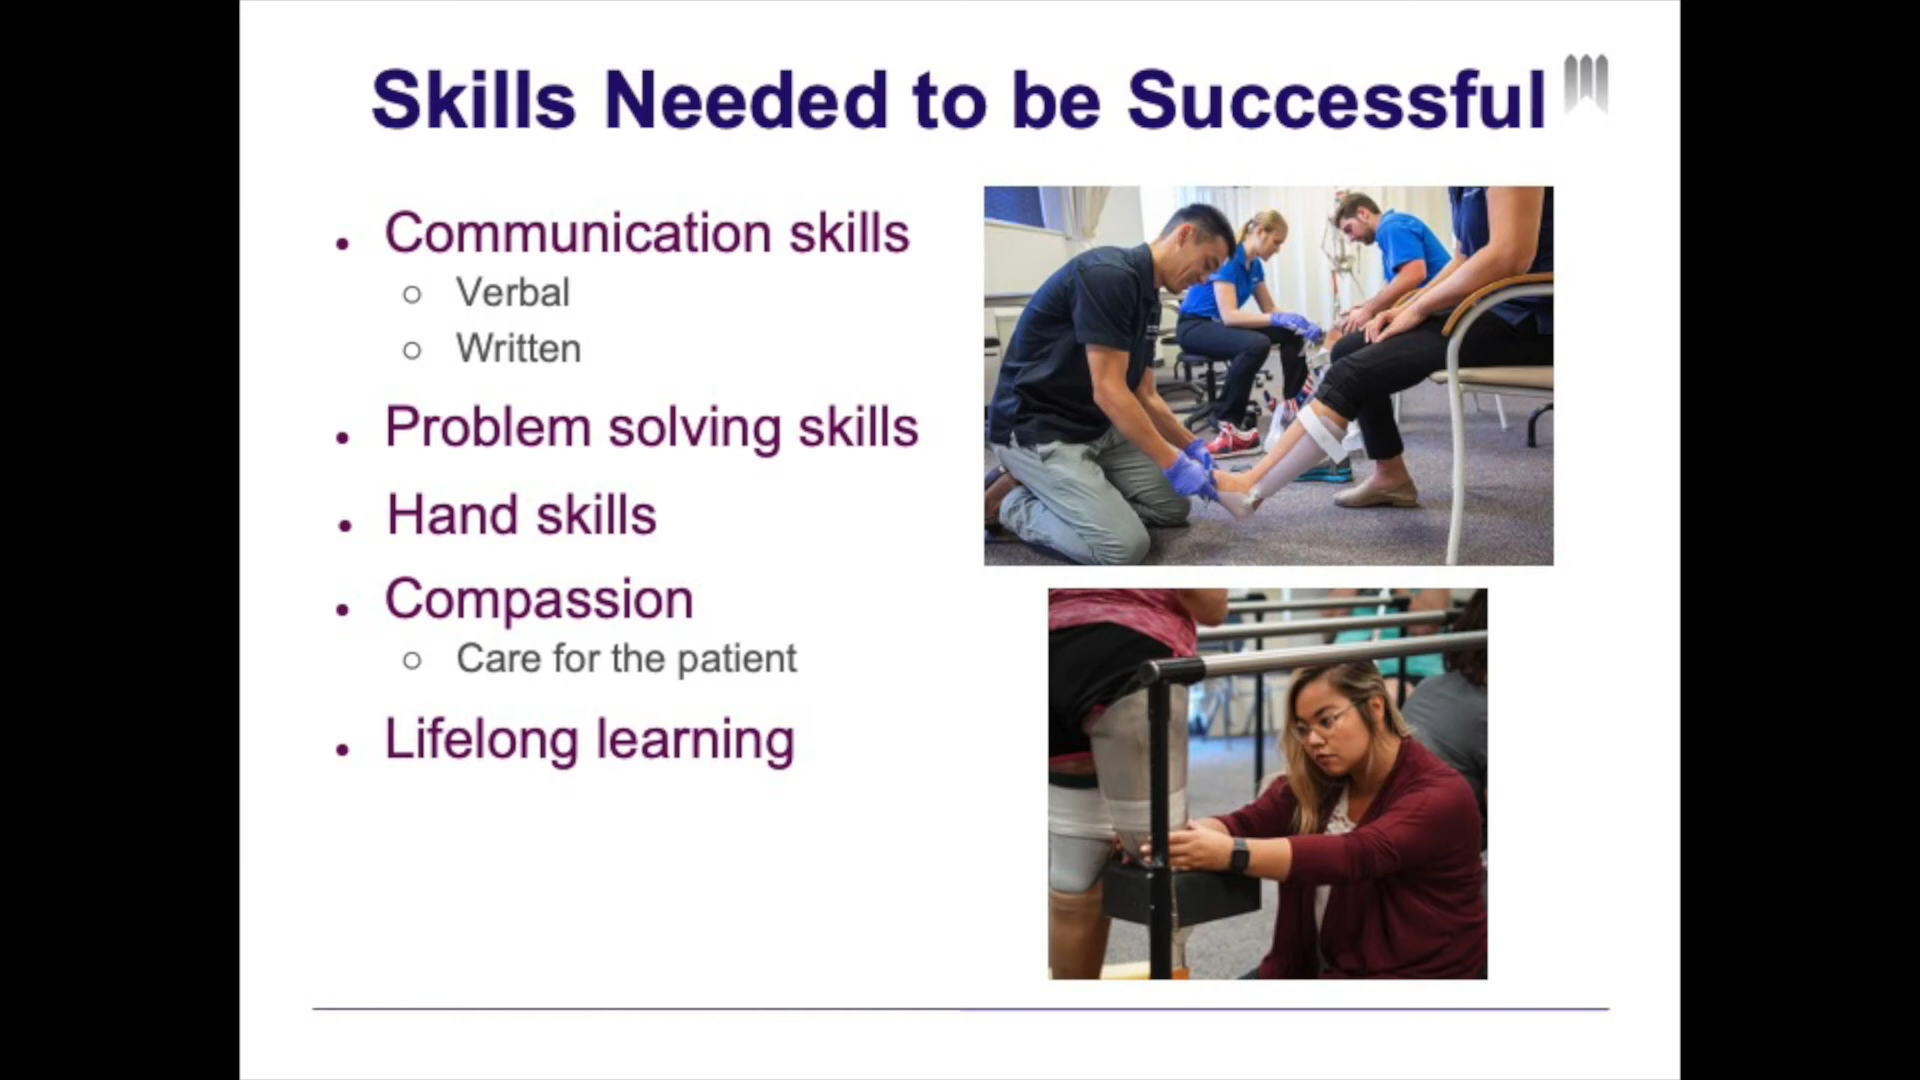 Skills Needed to be Successful
• Communication skills
○ Verbal
○ Written
• Problem solving skills
• Hand skills
• Compassion
○ Care for the patient
• Lifelong learning